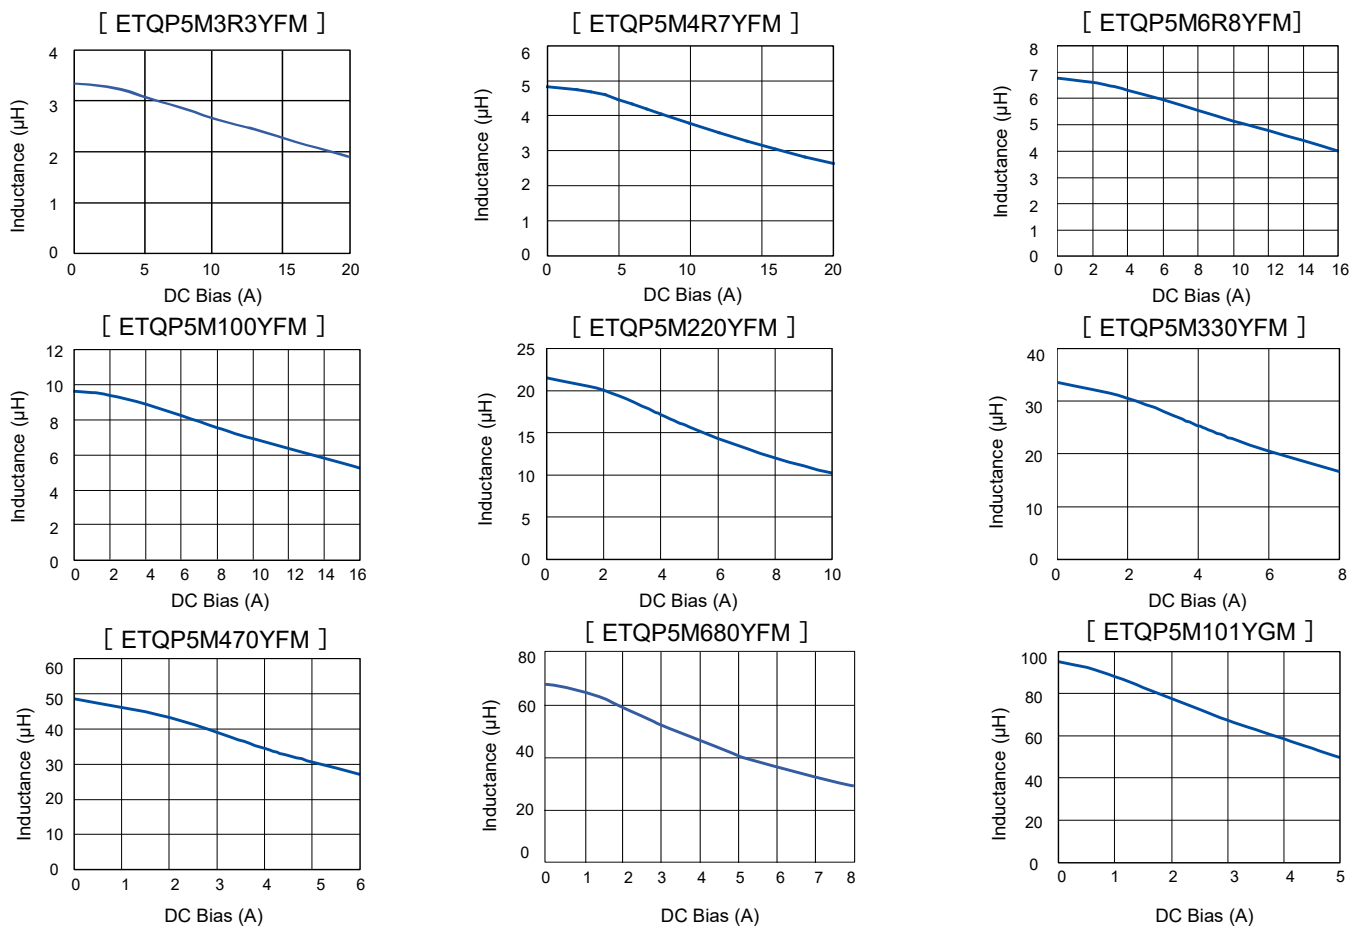 [ ETQP5M3R3YFM ]
Inductance (µH)
4
3
2
1
0
0 5 10 15 20
DC Bias (A)
[ ETQP5M4R7YFM ]
Inductance (µH)
6
5
4
3
2
1
0
0 5 10 15 20
DC Bias (A)
[ ETQP5M6R8YFM]
Inductance (µH)
8
7
6
5
4
3
2
1
0
0 2 4 6 8 10 12 14 16
DC Bias (A)
[ ETQP5M100YFM ]
Inductance (µH)
12
10
8
6
4
2
0
0 2 4 6 8 10 12 14 16
DC Bias (A)
[ ETQP5M220YFM ]
Inductance (µH)
25
20
15
10
5
0
0 2 4 6 8 10
DC Bias (A)
[ ETQP5M330YFM ]
Inductance (µH)
40
30
20
10
0
0 2 4 6 8
DC Bias (A)
[ ETQP5M470YFM ]
Inductance (µH)
60
50
40
30
20
10
0
0 1 2 3 4 5 6
DC Bias (A)
[ ETQP5M680YFM ]
Inductance (µH)
80
60
40
20
0
0 1 2 3 4 5 6 7 8
DC Bias (A)
[ ETQP5M101YGM ]
Inductance (µH)
100
80
60
40
20
0
0 1 2 3 4 5
DC Bias (A)